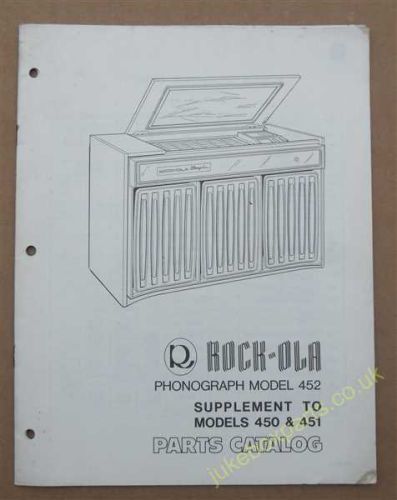 ROCK-OLA
PHONOGRAPH MODEL 452
SUPPLEMENT TO
MODELS 450 & 451
PARTS CATALOG
jukeboxparts.co.uk